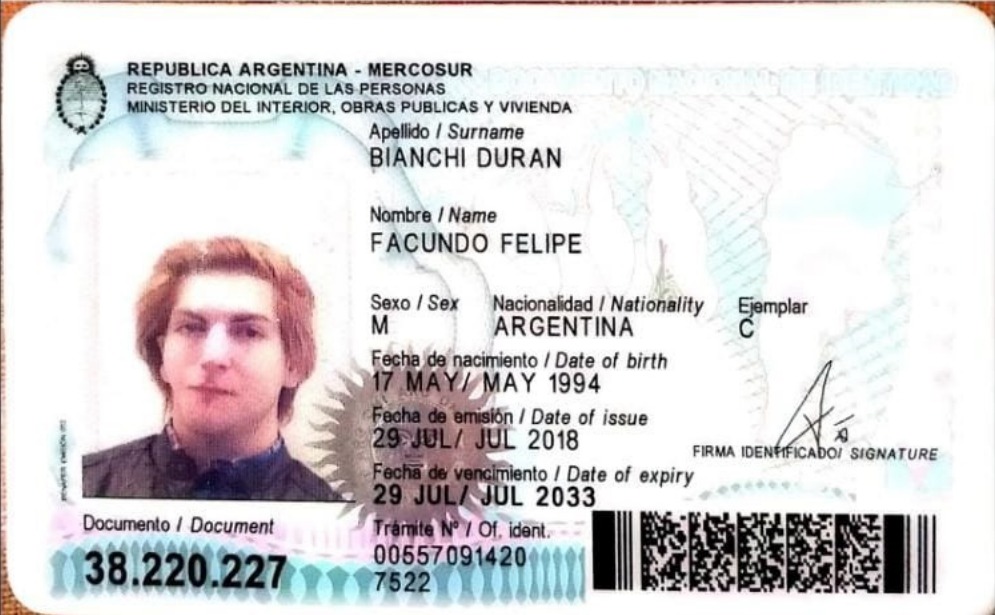 REPUBLICA ARGENTINA - MERCOSUR
REGISTRO NACIONAL DE LAS PERSONAS
MINISTERIO DEL INTERIOR, OBRAS PUBLICAS Y VIVIENDA
Apellido / Surname
BIANCHI DURAN
Nombre / Name
FACUNDO FELIPE
Sexo / Sex Nacionalidad / Nationality Ejemplar
M ARGENTINA C
Fecha de nacimiento / Date of birth
17 MAY/ MAY 1994
Fecha de emisión / Date of issue
29 JUL/ JUL 2018
FIRMA IDENTIFICADO/ SIGNATURE
Fecha de vencimiento / Date of expiry
29 JUL/ JUL 2033
Documento / Document Trámite Nº / Of. ident.
38.220.227 00557091420
7522